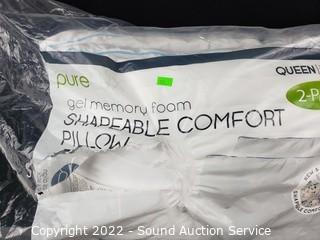 QUEEN
pure
2-P
gel memory foam
SHAPEABLE COMFORT
PILLOW
Copyright 2022 - Sound Auction Service